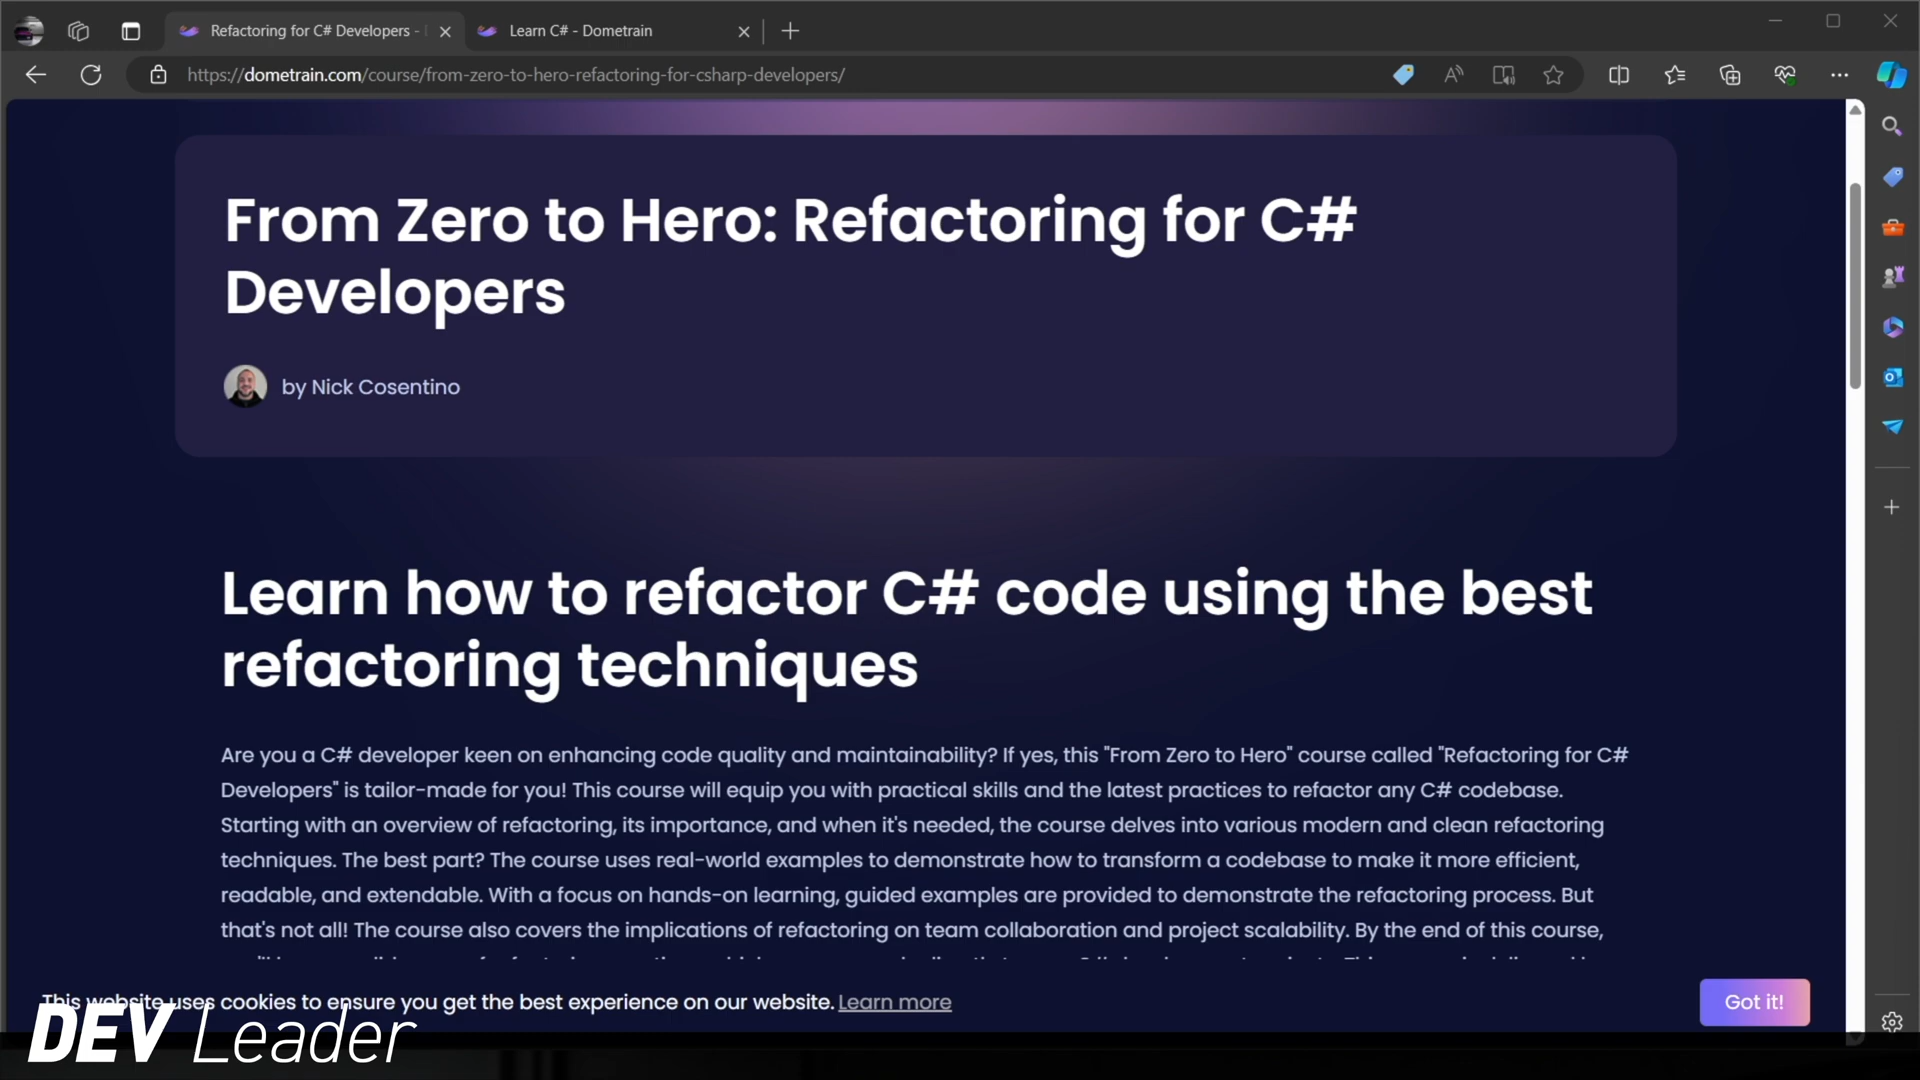 Refactoring for C# Developers -
Learn C# - Dometrain
https://dometrain.com/course/from-zero-to-hero-refactoring-for-csharp-developers/
From Zero to Hero: Refactoring for C#
Developers
by Nick Cosentino
Learn how to refactor C# code using the best
refactoring techniques
Are you a C# developer keen on enhancing code quality and maintainability? If yes, this "From Zero to Hero" course called "Refactoring for C#
Developers" is tailor-made for you! This course will equip you with practical skills and the latest practices to refactor any C# codebase.
Starting with an overview of refactoring, its importance, and when it's needed, the course delves into various modern and clean refactoring
techniques. The best part? The course uses real-world examples to demonstrate how to transform a codebase to make it more efficient,
readable, and extendable. With a focus on hands-on learning, guided examples are provided to demonstrate the refactoring process. But
that's not all! The course also covers the implications of refactoring on team collaboration and project scalability. By the end of this course,
This website uses cookies to ensure you get the best experience on our website. Learn more
Got it!
DEV Leader